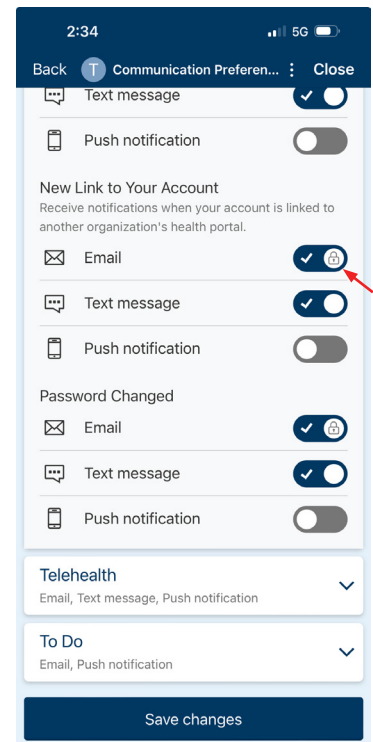 2:34 5G
Back T Communication Preferen... Close
Text message
Push notification
New Link to Your Account
Receive notifications when your account is linked to
another organization's health portal.
Email
Text message
Push notification
Password Changed
Email
Text message
Push notification
Telehealth
Email, Text message, Push notification
To Do
Email, Push notification
Save changes